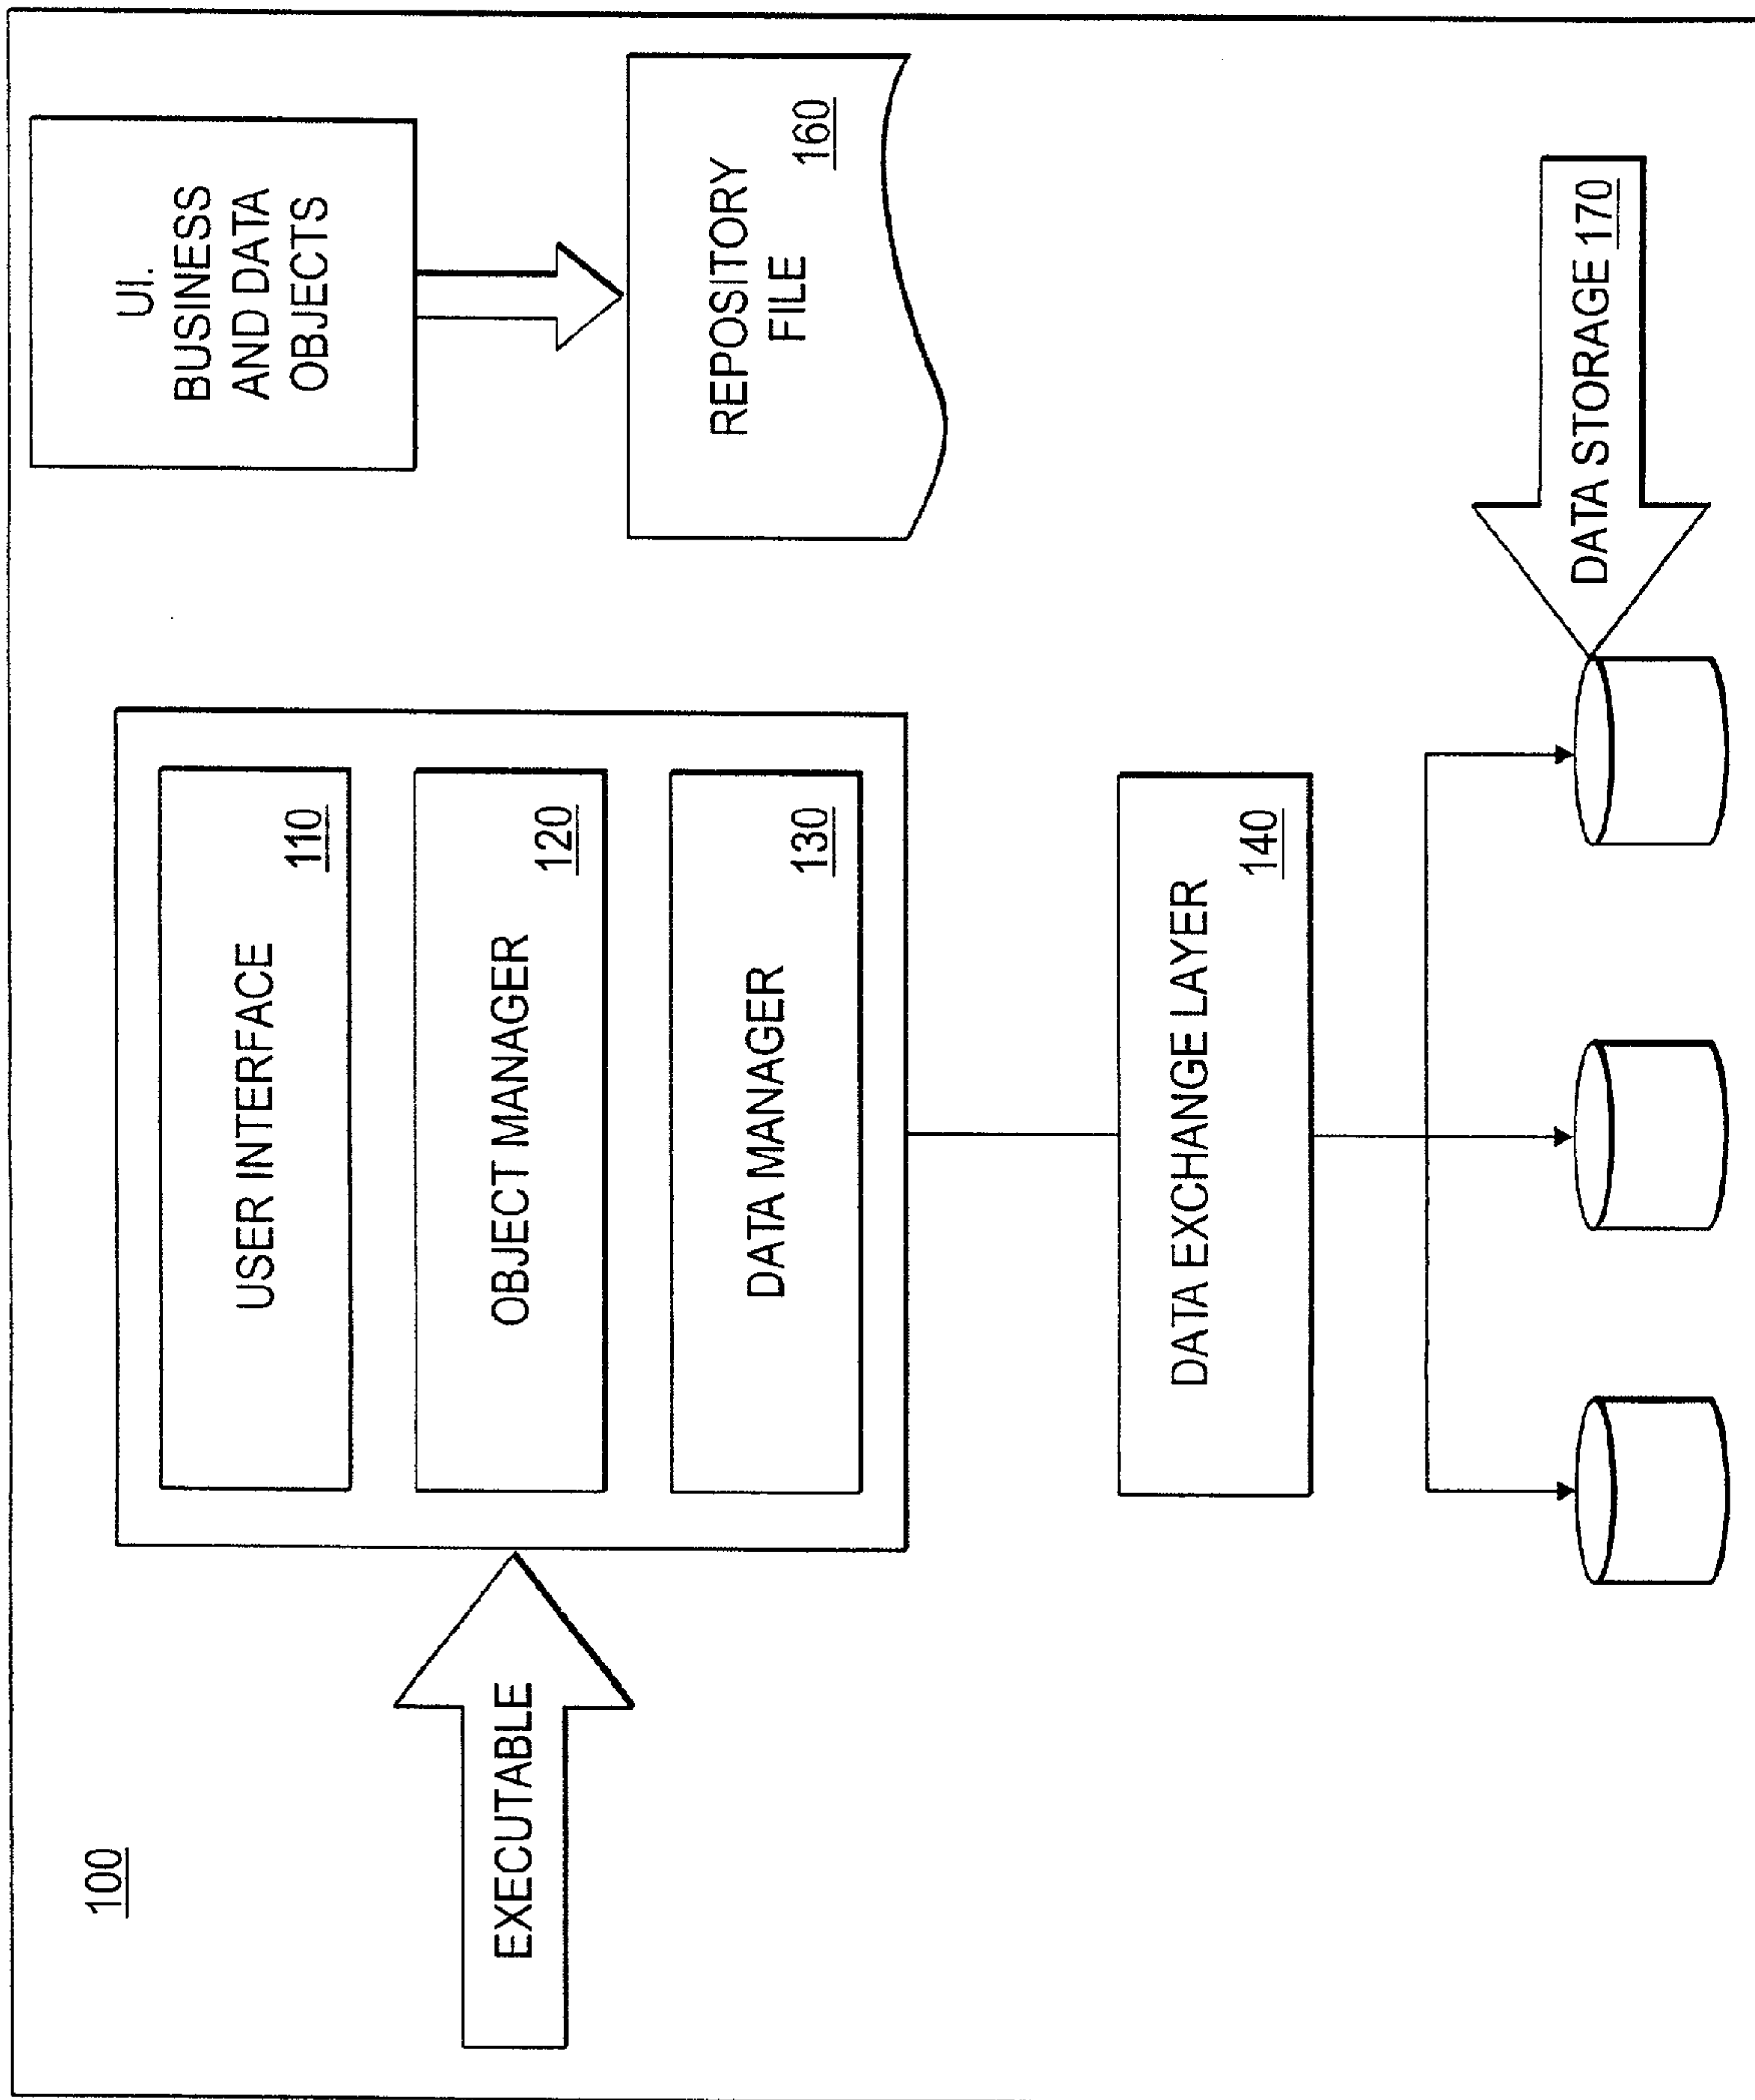 100
EXECUTABLE
USER INTERFACE
110
OBJECT MANAGER
120
DATA MANAGER
130
DATA EXCHANGE LAYER
140
UI.
BUSINESS
AND DATA
OBJECTS
REPOSITORY
FILE
160
DATA STORAGE 170